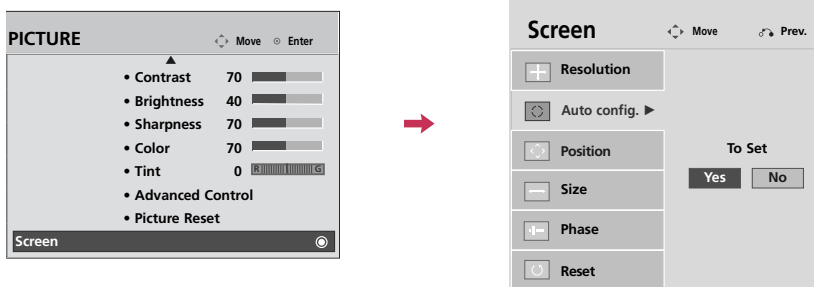 PICTURE
Move Enter
• Contrast 70
• Brightness 40
• Sharpness 70
• Color 70
• Tint 0 R G
• Advanced Control
• Picture Reset
Screen
Screen
Move Prev.
Resolution
Auto config. ►
Position
Size
Phase
Reset
To Set
Yes No